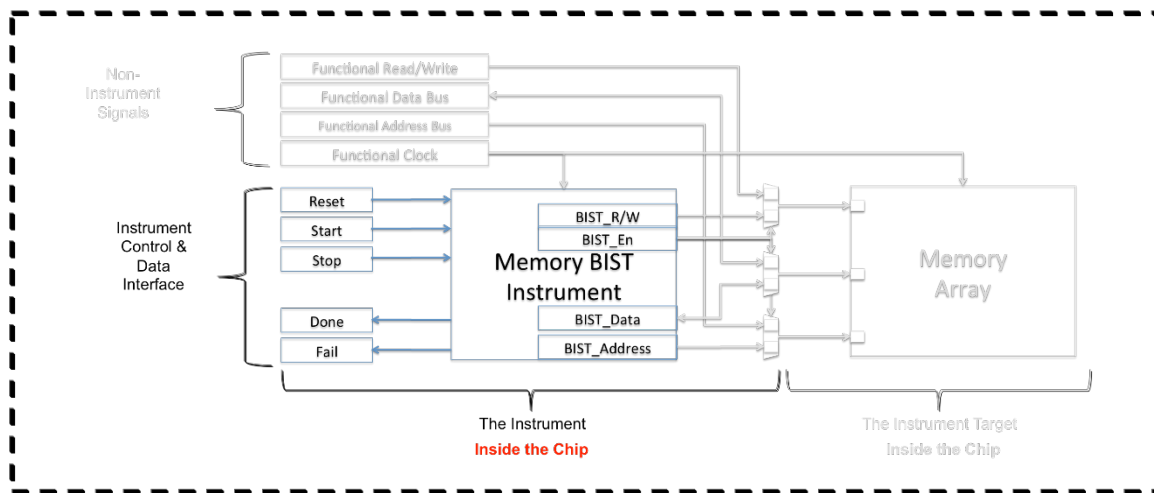 Non-
Instrument
Signals
Functional Read/Write
Functional Data Bus
Functional Address Bus
Functional Clock
Instrument
Control &
Data
Interface
Reset
Start
Stop
Done
Fail
BIST_R/W
BIST_En
Memory BIST
Instrument
BIST_Data
BIST_Address
Memory
Array
The Instrument
Inside the Chip
The Instrument Target
Inside the Chip